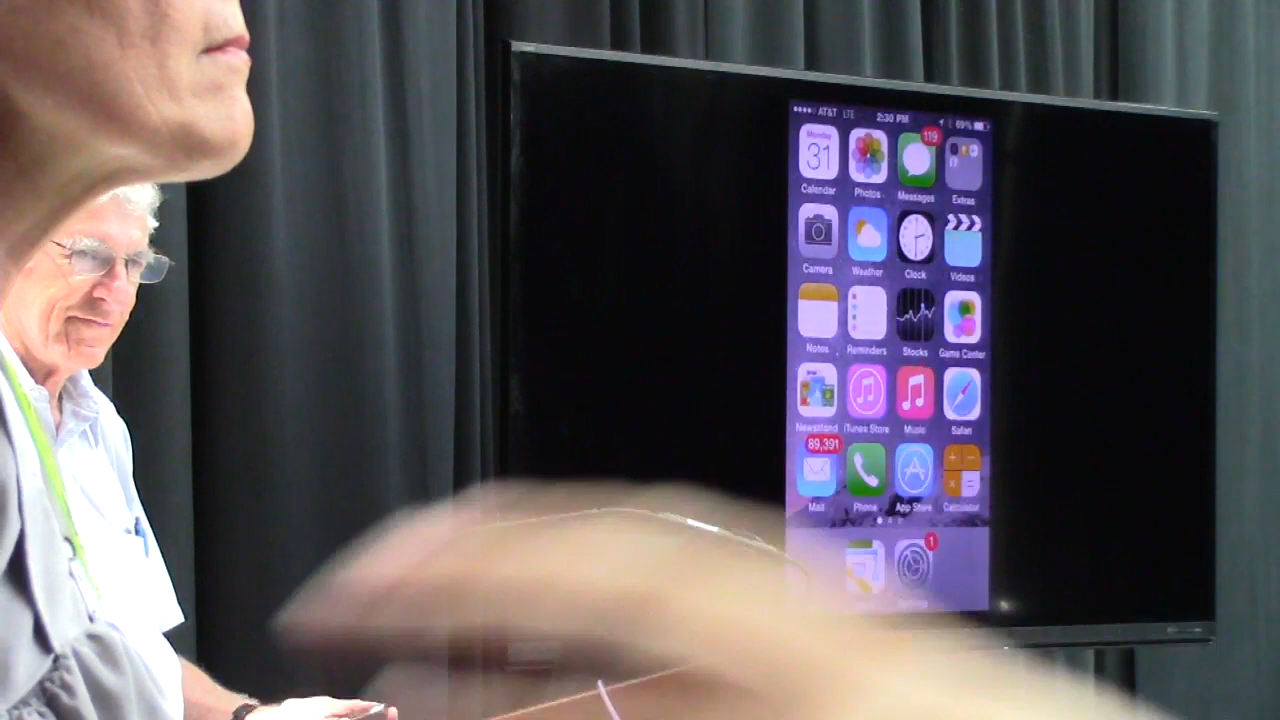 AT&T LTE 2:30 PM 69%
Monday 31 119
Calendar Photos Messages Extras
Camera Weather Clock Videos
Notes Reminders Stocks Game Center
Newsstand iTunes Store Music Safari
89,391
Mail Phone App Store Calculator
1